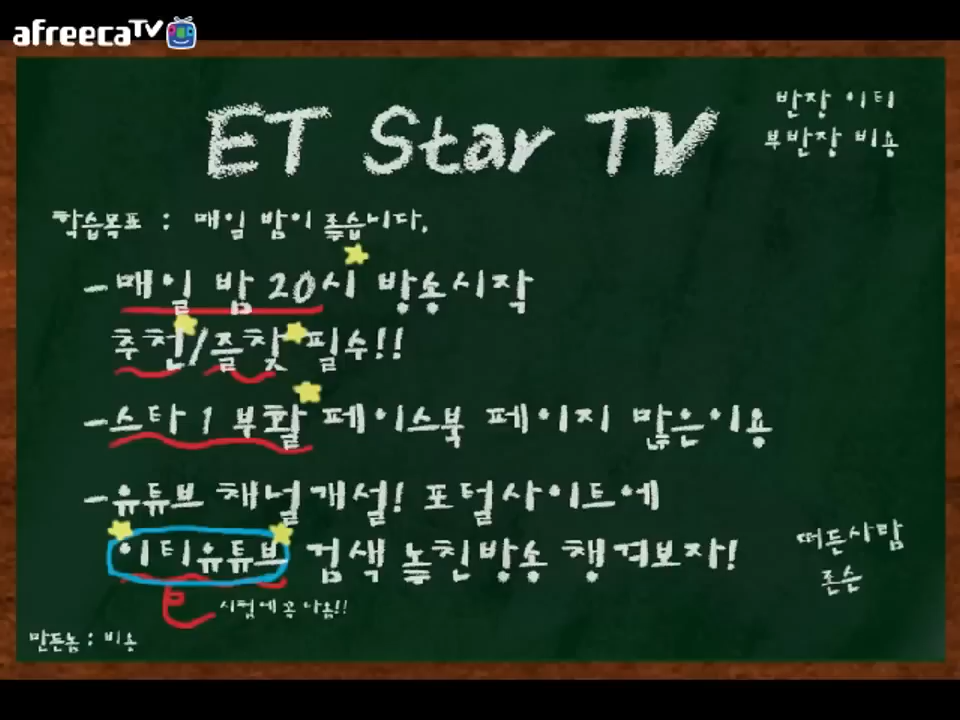 afreecaTV
ET Star TV
반장 이티
부반장 비용
학습목표 : 매일 밤이 좁습니다.
-매일 밤 20시 방송시작
추천/즐찾 필수!!
-스타1 부활 페이스북 페이지 많은이용
-유튜브 채널개설! 포털사이트에
이티유튜브 검색 놓친방송 챙겨보자!
시험에 꼭 나옴!!
떠든사람
존슨
만든놈 : 비용